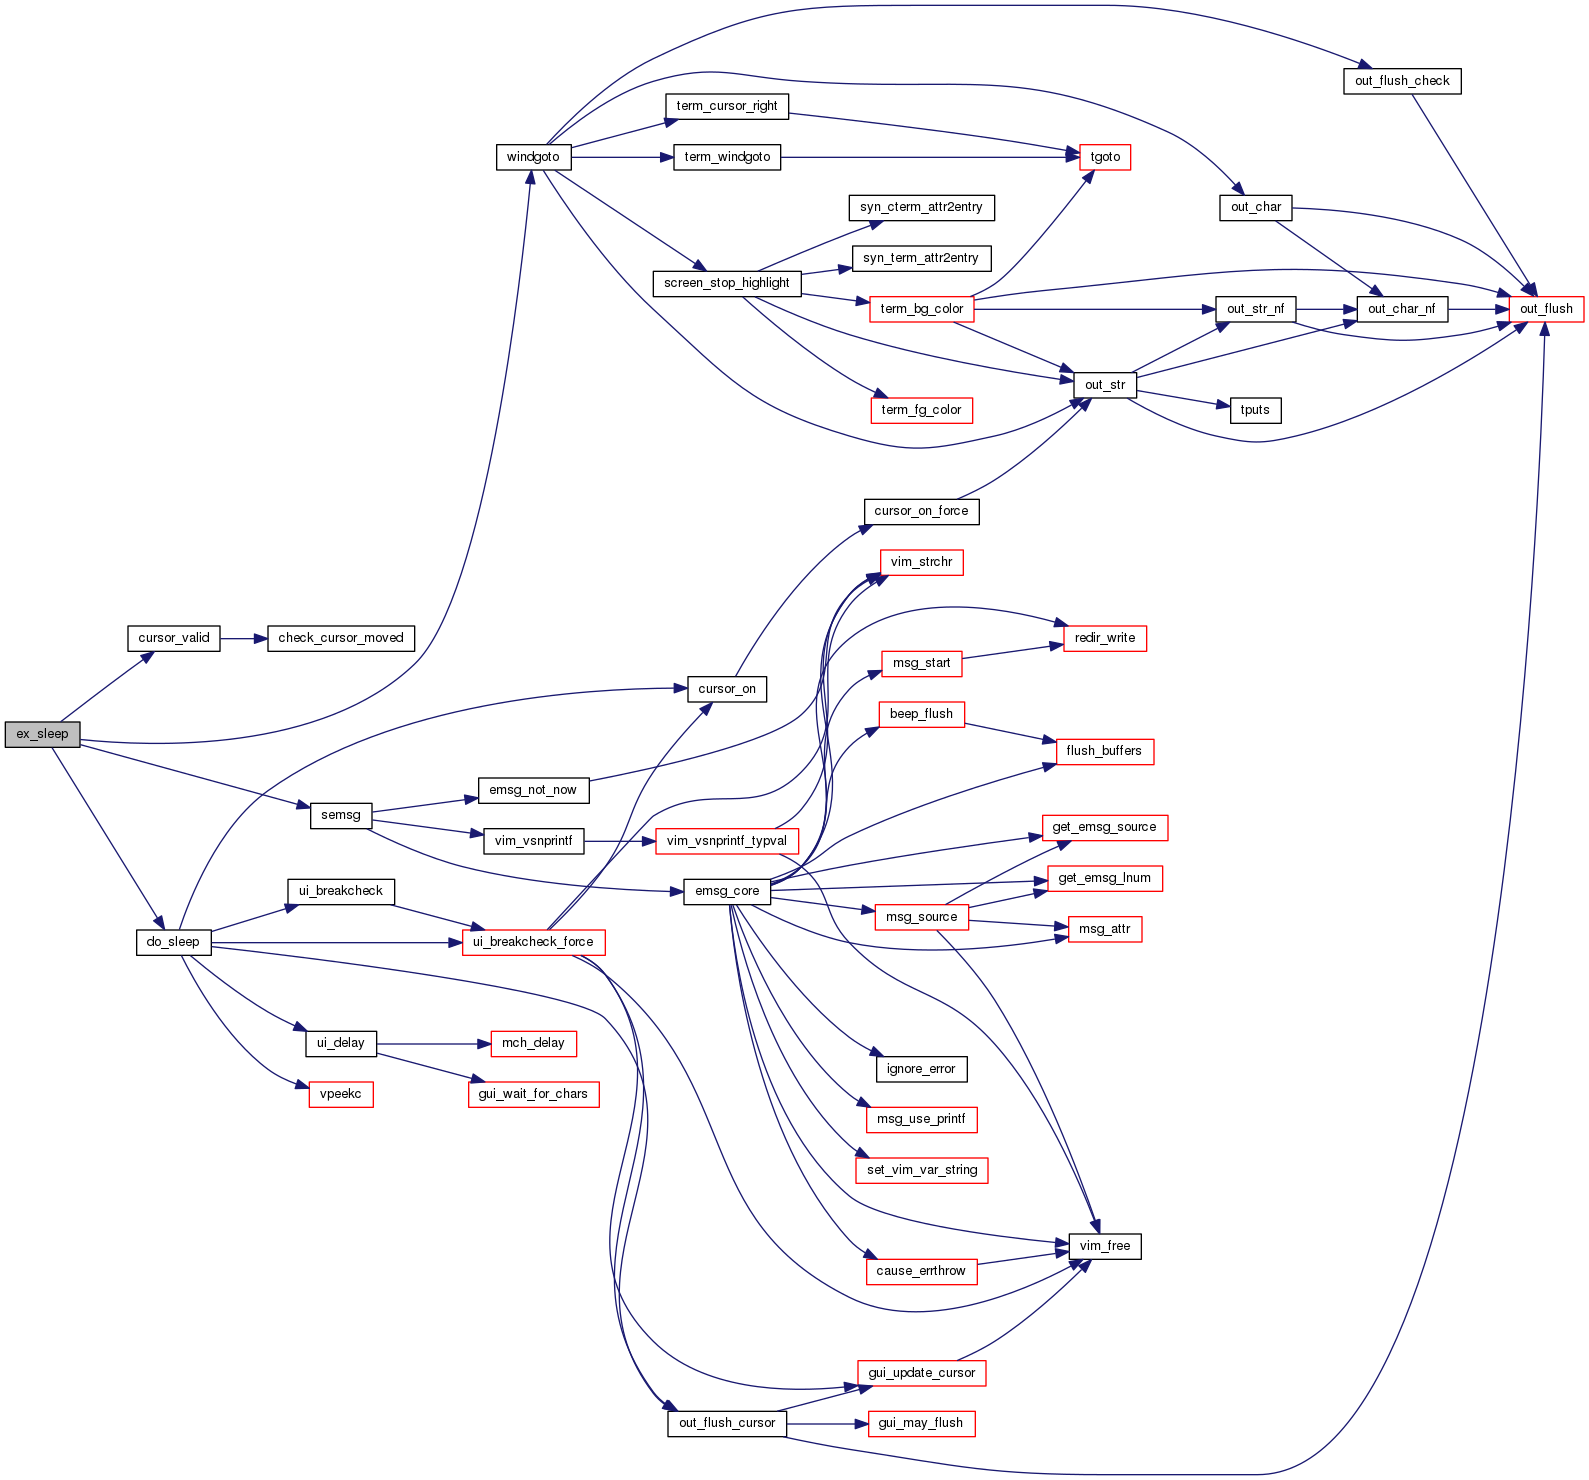 out_flush_check
term_cursor_right
windgoto
term_windgoto
tgoto
syn_cterm_attr2entry
out_char
syn_term_attr2entry
screen_stop_highlight
term_bg_color
out_str_nf
out_char_nf
out_flush
out_str
term_fg_color
tputs
cursor_on_force
vim_strchr
cursor_valid
check_cursor_moved
redir_write
msg_start
cursor_on
beep_flush
ex_sleep
flush_buffers
emsg_not_now
semsg
get_emsg_source
vim_vsnprintf
vim_vsnprintf_typval
get_emsg_lnum
ui_breakcheck
emsg_core
msg_source
msg_attr
do_sleep
ui_breakcheck_force
ui_delay
mch_delay
ignore_error
vpeekc
gui_wait_for_chars
msg_use_printf
set_vim_var_string
vim_free
cause_errthrow
gui_update_cursor
out_flush_cursor
gui_may_flush